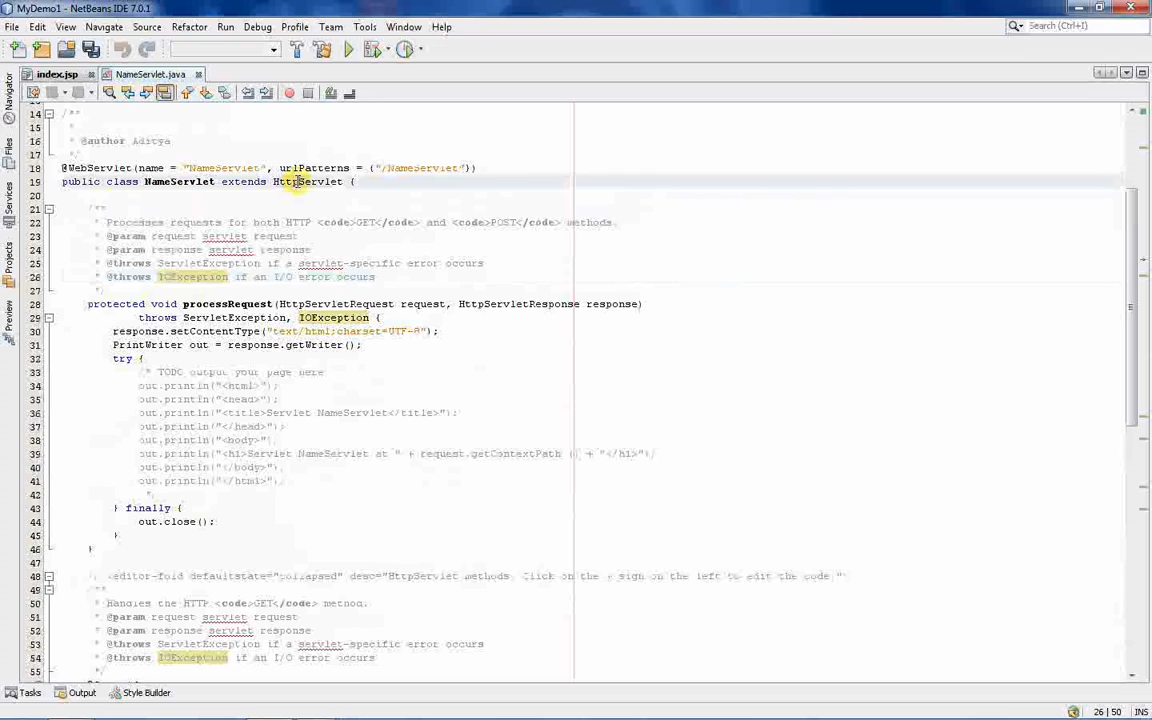 MyDemo1 - NetBeans IDE 7.0.1
File Edit View Navigate Source Refactor Run Debug Profile Team Tools Window Help
Search (Ctrl+I)
index.jsp NameServlet.java
Navigator
Files
Services
Projects
Preview
14 /**
15 *
16 * @author Aditya
17 */
18 @WebServlet(name = "NameServlet", urlPatterns = {"/NameServlet"})
19 public class NameServlet extends HttpServlet {
20
21 /**
22 * Processes requests for both HTTP <code>GET</code> and <code>POST</code> methods.
23 * @param request servlet request
24 * @param response servlet response
25 * @throws ServletException if a servlet-specific error occurs
26 * @throws IOException if an I/O error occurs
27 */
28 protected void processRequest(HttpServletRequest request, HttpServletResponse response)
29 throws ServletException, IOException {
30 response.setContentType("text/html;charset=UTF-8");
31 PrintWriter out = response.getWriter();
32 try {
33 /* TODO output your page here
34 out.println("<html>");
35 out.println("<head>");
36 out.println("<title>Servlet NameServlet</title>");
37 out.println("</head>");
38 out.println("<body>");
39 out.println("<h1>Servlet NameServlet at " + request.getContextPath () + "</h1>");
40 out.println("</body>");
41 out.println("</html>");
42 */
43 } finally {
44 out.close();
45 }
46 }
47
48 // <editor-fold defaultstate="collapsed" desc="HttpServlet methods. Click on the + sign on the left to edit the code.">
49 /**
50 * Handles the HTTP <code>GET</code> method.
51 * @param request servlet request
52 * @param response servlet response
53 * @throws ServletException if a servlet-specific error occurs
54 * @throws IOException if an I/O error occurs
55 */
Tasks Output Style Builder
26 | 50 INS